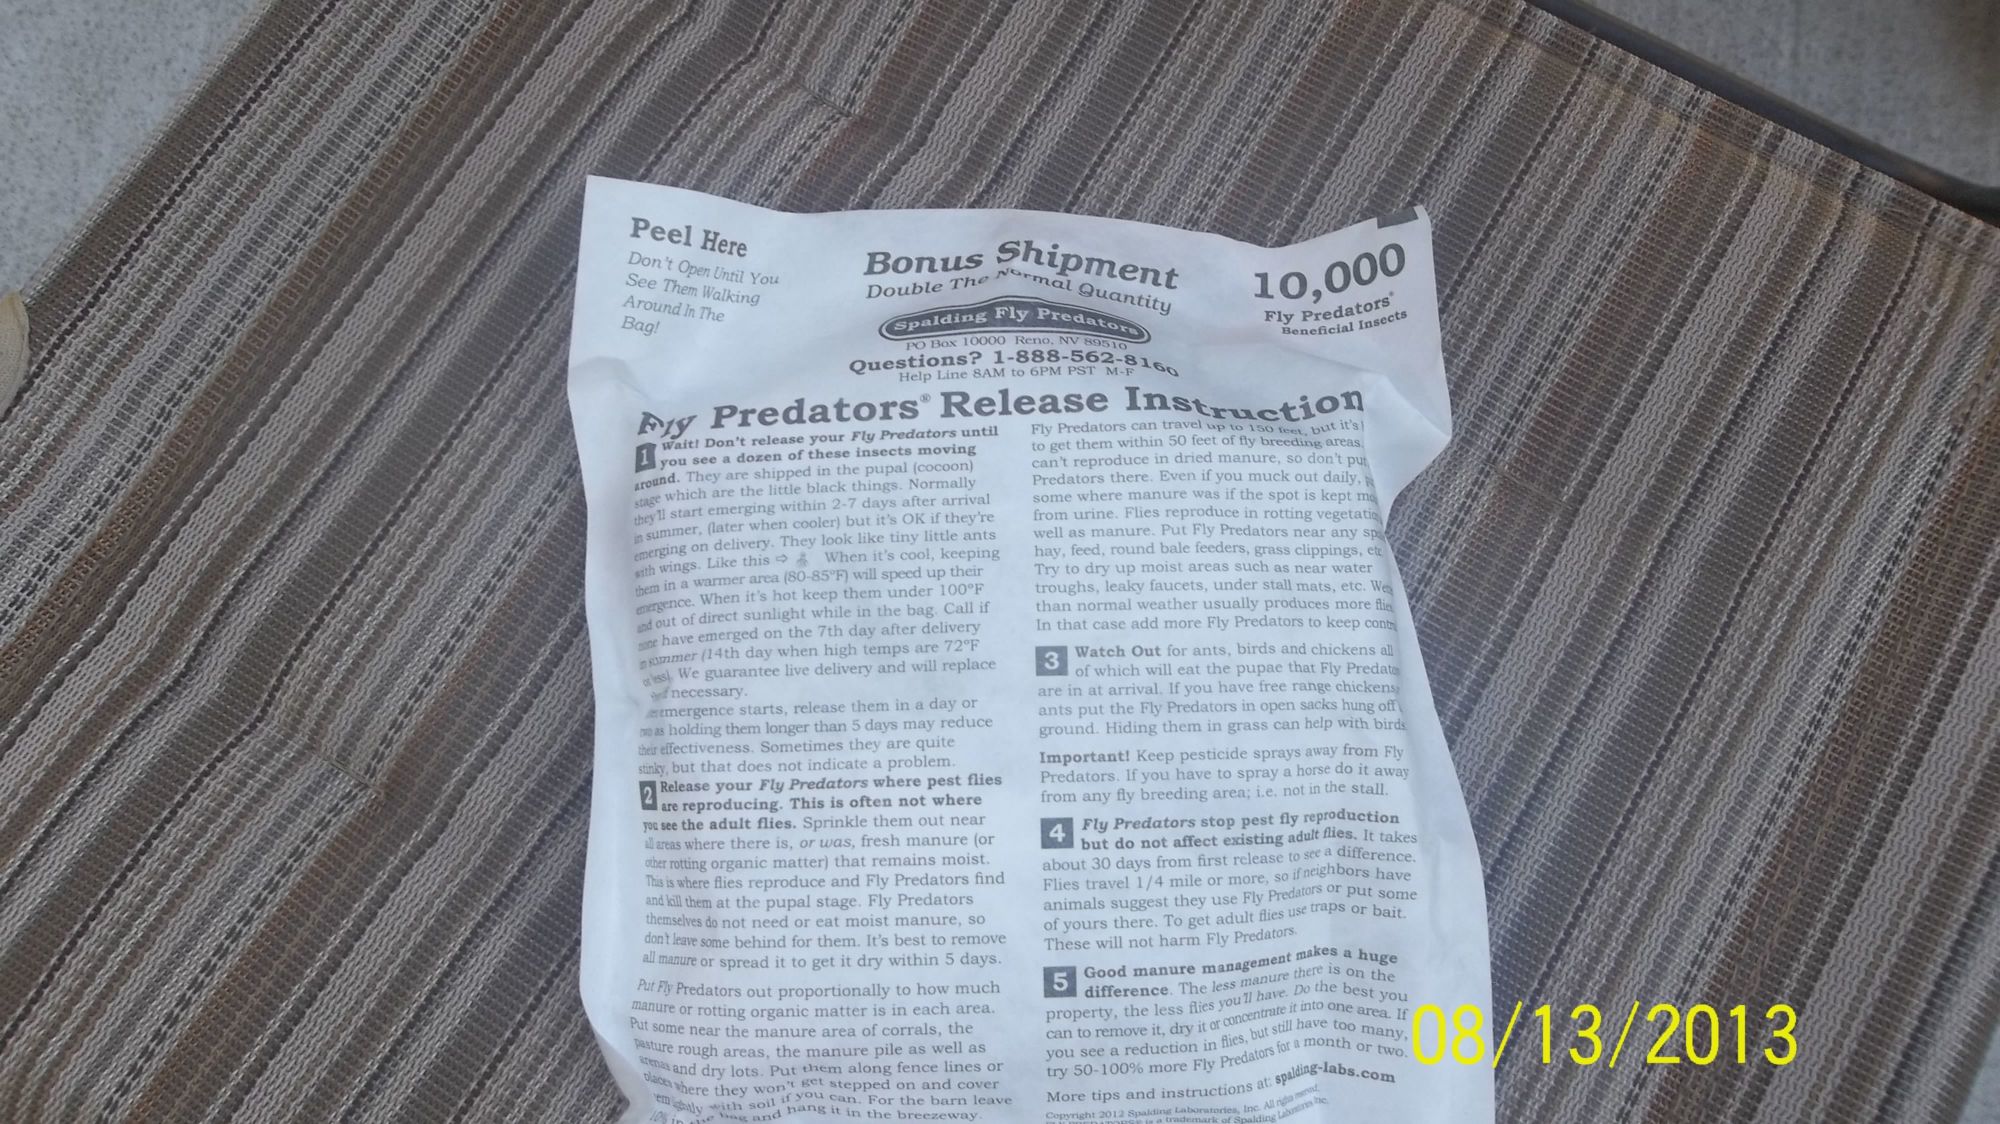 Peel Here
Don't Open Until You
See Them Walking
Around In The
Bag!
Bonus Shipment
Double The Normal Quantity
Spalding Fly Predators
PO Box 10000 Reno, NV 89510
Questions? 1-888-562-8160
Help Line 8AM to 6PM PST M-F
10,000
Fly Predators®
Beneficial Insects
Fly Predators® Release Instruction
1 Wait! Don't release your Fly Predators until
you see a dozen of these insects moving
around. They are shipped in the pupal (cocoon)
stage which are the little black things. Normally
they'll start emerging within 2-7 days after arrival
in summer, (later when cooler) but it's OK if they're
emerging on delivery. They look like tiny little ants
with wings. Like this ⇨ When it's cool, keeping
them in a warmer area (80-85°F) will speed up their
emergence. When it's hot keep them under 100°F
and out of direct sunlight while in the bag. Call if
none have emerged on the 7th day after delivery
in summer (14th day when high temps are 72°F
or less). We guarantee live delivery and will replace
if necessary.
emergence starts, release them in a day or
two as holding them longer than 5 days may reduce
their effectiveness. Sometimes they are quite
stinky, but that does not indicate a problem.
2 Release your Fly Predators where pest flies
are reproducing. This is often not where
you see the adult flies. Sprinkle them out near
all areas where there is, or was, fresh manure (or
other rotting organic matter) that remains moist.
This is where flies reproduce and Fly Predators find
and kill them at the pupal stage. Fly Predators
themselves do not need or eat moist manure, so
don't leave some behind for them. It's best to remove
all manure or spread it to get it dry within 5 days.
Put Fly Predators out proportionally to how much
manure or rotting organic matter is in each area.
Put some near the manure area of corrals, the
pasture rough areas, the manure pile as well as
arenas and dry lots. Put them along fence lines or
places where they won't get stepped on and cover
them lightly with soil if you can. For the barn leave
10% in the bag and hang it in the breezeway.
Fly Predators can travel up to 150 feet, but it's
to get them within 50 feet of fly breeding areas
can't reproduce in dried manure, so don't put
Predators there. Even if you muck out daily,
some where manure was if the spot is kept
from urine. Flies reproduce in rotting
well as manure. Put Fly Predators near any
hay, feed, round bale feeders, grass clippings, etc
Try to dry up moist areas such as near water
troughs, leaky faucets, under stall mats, etc.
than normal weather usually produces more
In that case add more Fly Predators to keep
3 Watch Out for ants, birds and chickens all
of which will eat the pupae that Fly
are in at arrival. If you have free range chickens
ants put the Fly Predators in open sacks hung off
ground. Hiding them in grass can help with birds
Important! Keep pesticide sprays away from Fly
Predators. If you have to spray a horse do it away
from any fly breeding area; i.e. not in the stall.
4 Fly Predators stop pest fly reproduction
but do not affect existing adult flies. It takes
about 30 days from first release to see a difference.
Flies travel 1/4 mile or more, so if neighbors have
animals suggest they use Fly Predators or put some
of yours there. To get adult flies use traps or bait.
These will not harm Fly Predators.
5 Good manure management makes a huge
difference. The less manure there is on the
property, the less flies you'll have. Do the best you
can to remove it, dry it or concentrate it into one area. If
you see a reduction in flies, but still have too many,
try 50-100% more Fly Predators for a month or two.
More tips and instructions at: spalding-labs.com
Copyright 2012 Spalding Laboratories, Inc. All rights reserved.
FLY PREDATORS® is a trademark of Spalding Laboratories Inc.
08/13/2013